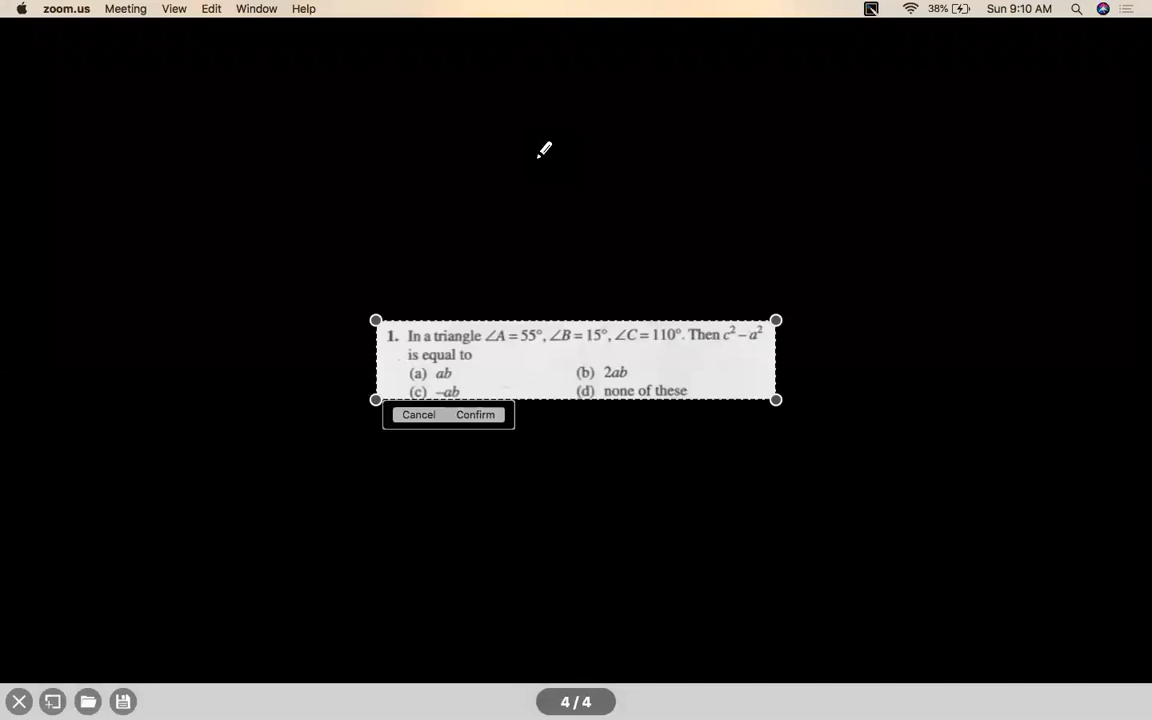 zoom.us Meeting View Edit Window Help 38% Sun 9:10 AM
1. In a triangle ∠A = 55°, ∠B = 15°, ∠C = 110°. Then c² – a²
is equal to
(a) ab (b) 2ab
(c) –ab (d) none of these
Cancel Confirm
4 / 4